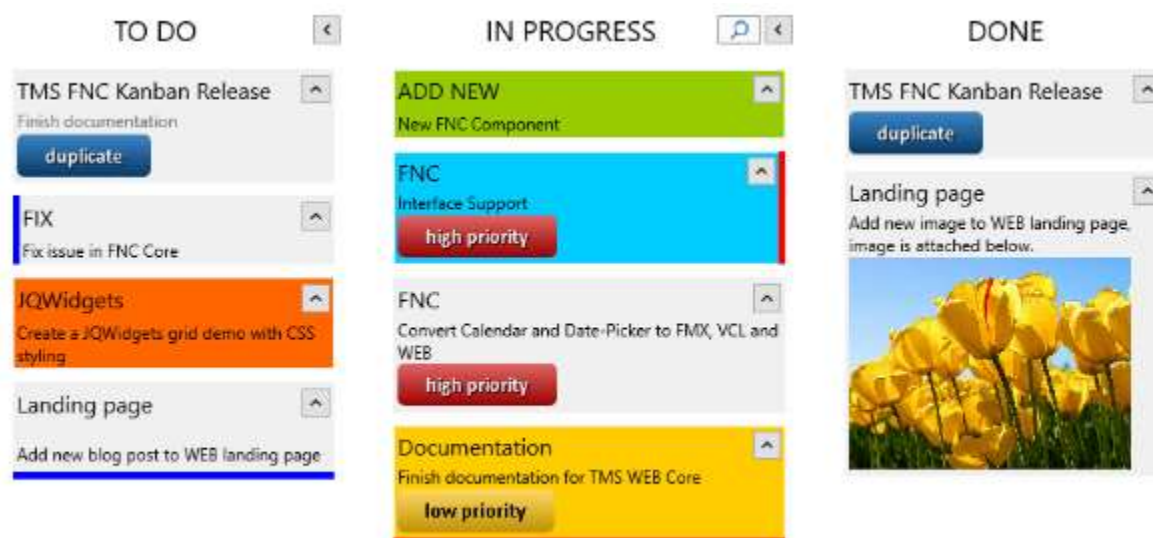 TO DO
TMS FNC Kanban Release
Finish documentation
duplicate
FIX
Fix issue in FNC Core
JQWidgets
Create a JQWidgets grid demo with CSS
styling
Landing page
Add new blog post to WEB landing page
IN PROGRESS
ADD NEW
New FNC Component
FNC
Interface Support
high priority
FNC
Convert Calendar and Date-Picker to FMX, VCL and
WEB
high priority
Documentation
Finish documentation for TMS WEB Core
low priority
DONE
TMS FNC Kanban Release
duplicate
Landing page
Add new image to WEB landing page,
image is attached below.